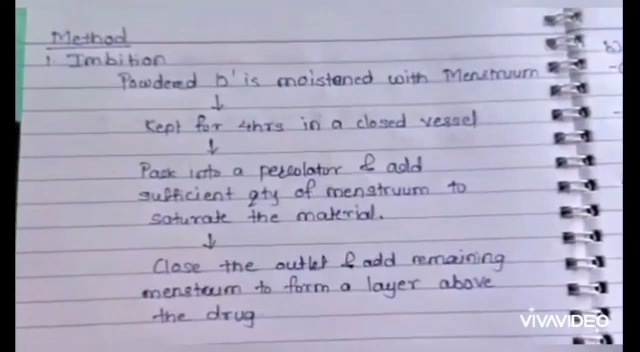 Method
1. Imbition
Powdered D' is moistened with Menstruum
↓
Kept for 4hrs in a closed vessel
↓
Pack into a percolator & add
sufficient qty of menstruum to
saturate the material.
↓
Close the outlet & add remaining
menstruum to form a layer above
the drug
VIVAVIDEO